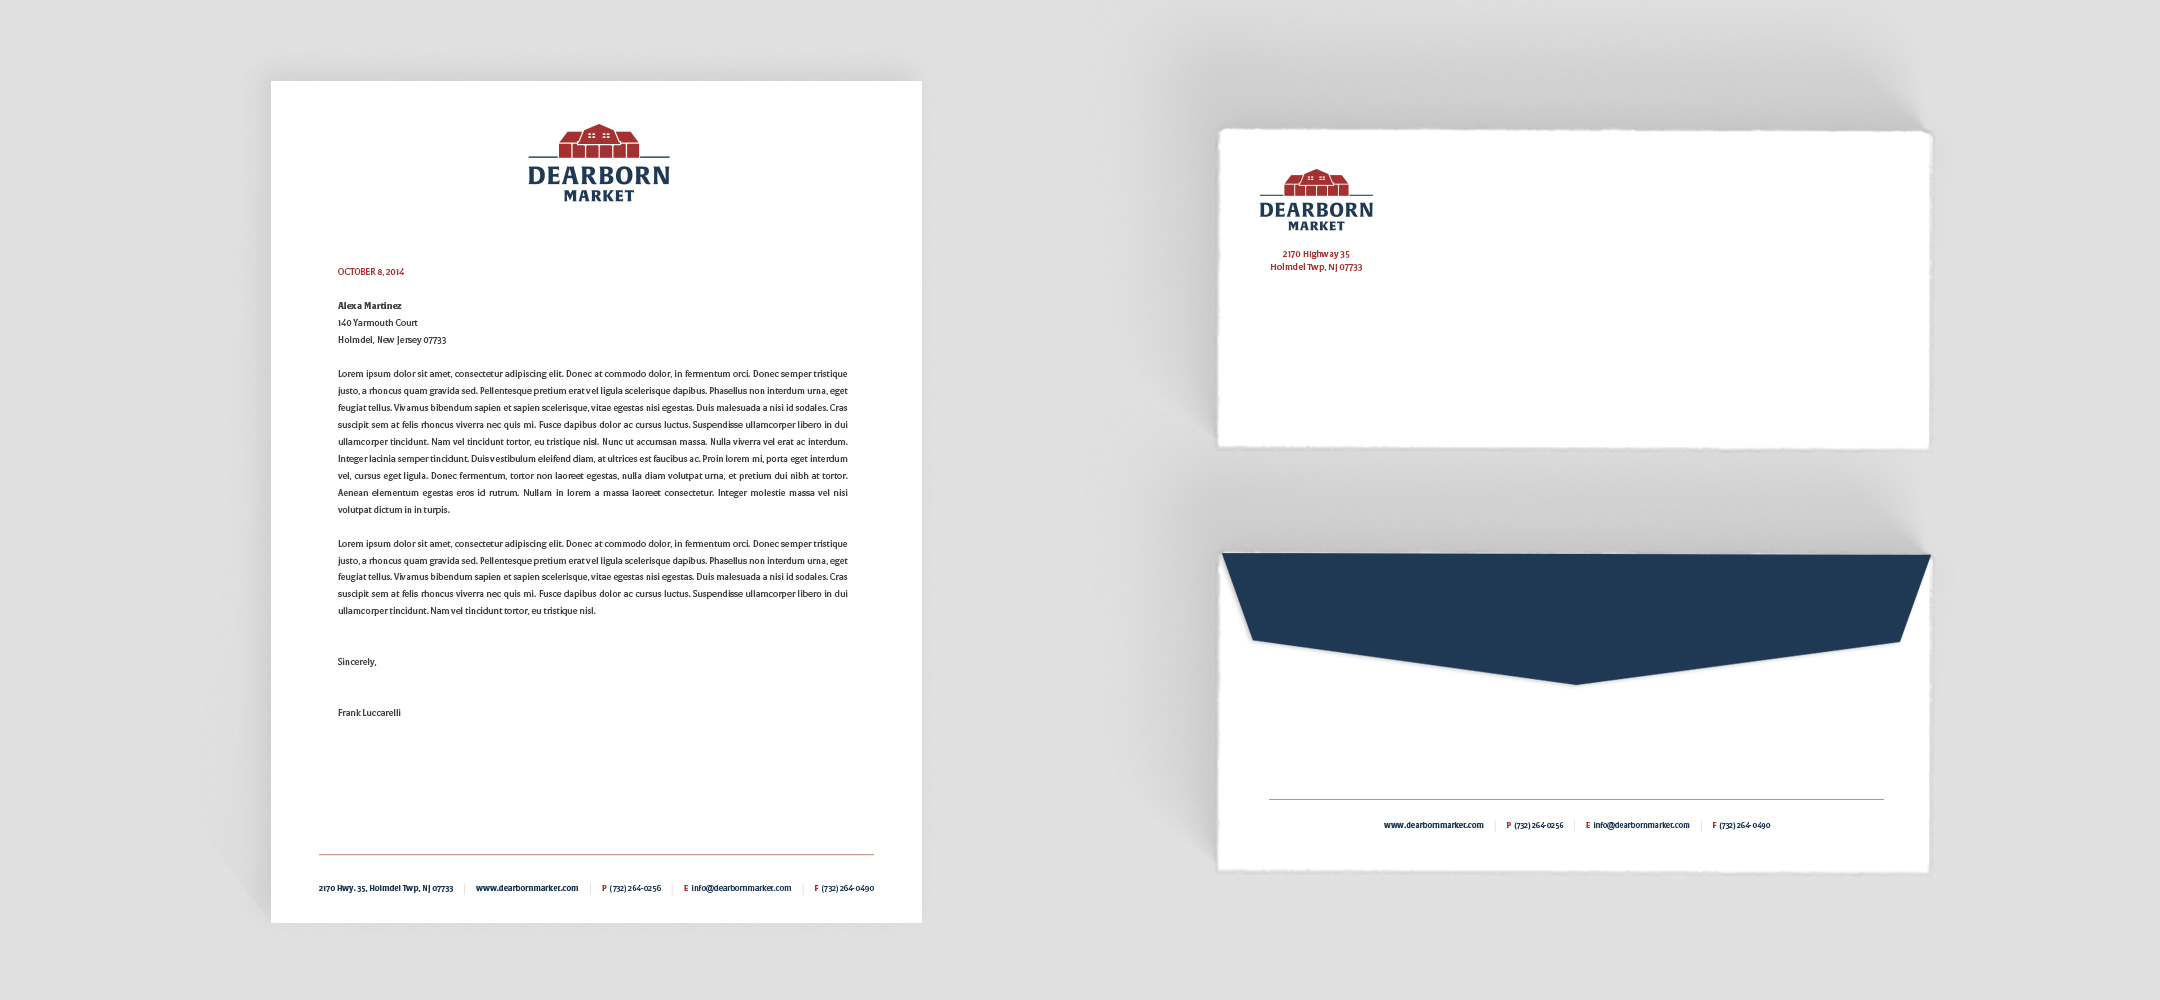 DEARBORN
MARKET
OCTOBER 8, 2014
Alexa Martinez
140 Yarmouth Court
Holmdel, New Jersey 07733
Lorem ipsum dolor sit amet, consectetur adipiscing elit. Donec at commodo dolor, in fermentum orci. Donec semper tristique
justo, a rhoncus quam gravida sed. Pellentesque pretium erat vel ligula scelerisque dapibus. Phasellus non interdum urna, eget
feugiat tellus. Vivamus bibendum sapien et sapien scelerisque, vitae egestas nisi egestas. Duis malesuada a nisi id sodales. Cras
suscipit sem at felis rhoncus viverra nec quis mi. Fusce dapibus dolor ac cursus luctus. Suspendisse ullamcorper libero in dui
ullamcorper tincidunt. Nam vel tincidunt tortor, eu tristique nisl. Nunc ut accumsan massa. Nulla viverra vel erat ac interdum.
Integer lacinia semper tincidunt. Duis vestibulum eleifend diam, at ultrices est faucibus ac. Proin lorem mi, porta eget interdum
vel, cursus eget ligula. Donec fermentum, tortor non laoreet egestas, nulla diam volutpat urna, et pretium dui nibh at tortor.
Aenean elementum egestas eros id rutrum. Nullam in lorem a massa laoreet consectetur. Integer molestie massa vel nisi
volutpat dictum in in turpis.
Lorem ipsum dolor sit amet, consectetur adipiscing elit. Donec at commodo dolor, in fermentum orci. Donec semper tristique
justo, a rhoncus quam gravida sed. Pellentesque pretium erat vel ligula scelerisque dapibus. Phasellus non interdum urna, eget
feugiat tellus. Vivamus bibendum sapien et sapien scelerisque, vitae egestas nisi egestas. Duis malesuada a nisi id sodales. Cras
suscipit sem at felis rhoncus viverra nec quis mi. Fusce dapibus dolor ac cursus luctus. Suspendisse ullamcorper libero in dui
ullamcorper tincidunt. Nam vel tincidunt tortor, eu tristique nisl.
Sincerely,
Frank Luccarelli
2170 Hwy. 35, Holmdel Twp, NJ 07733 | www.dearbornmarket.com | P (732) 264-0256 | E info@dearbornmarket.com | F (732) 264-0490
DEARBORN
MARKET
2170 Highway 35
Holmdel Twp, NJ 07733
www.dearbornmarket.com | P (732) 264-0256 | E info@dearbornmarket.com | F (732) 264-0490